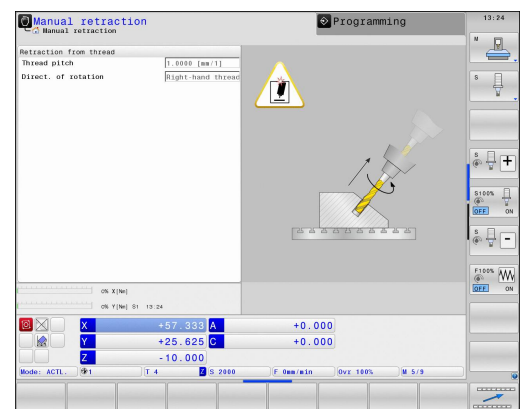 Manual retraction
Manual retraction
Programming
13:24
Retraction from thread
Thread pitch 1.0000 [mm/1]
Direct. of rotation Right-hand thread
M
S
S
+
S100%
OFF ON
S
-
F100%
OFF ON
0% X[Nm]
0% Y[Nm] S1 13:24
X +57.333 A +0.000
Y +25.625 C +0.000
Z -10.000
Mode: ACTL. 1 T 4 Z S 2000 F 0mm/min Ovr 100% M 5/9